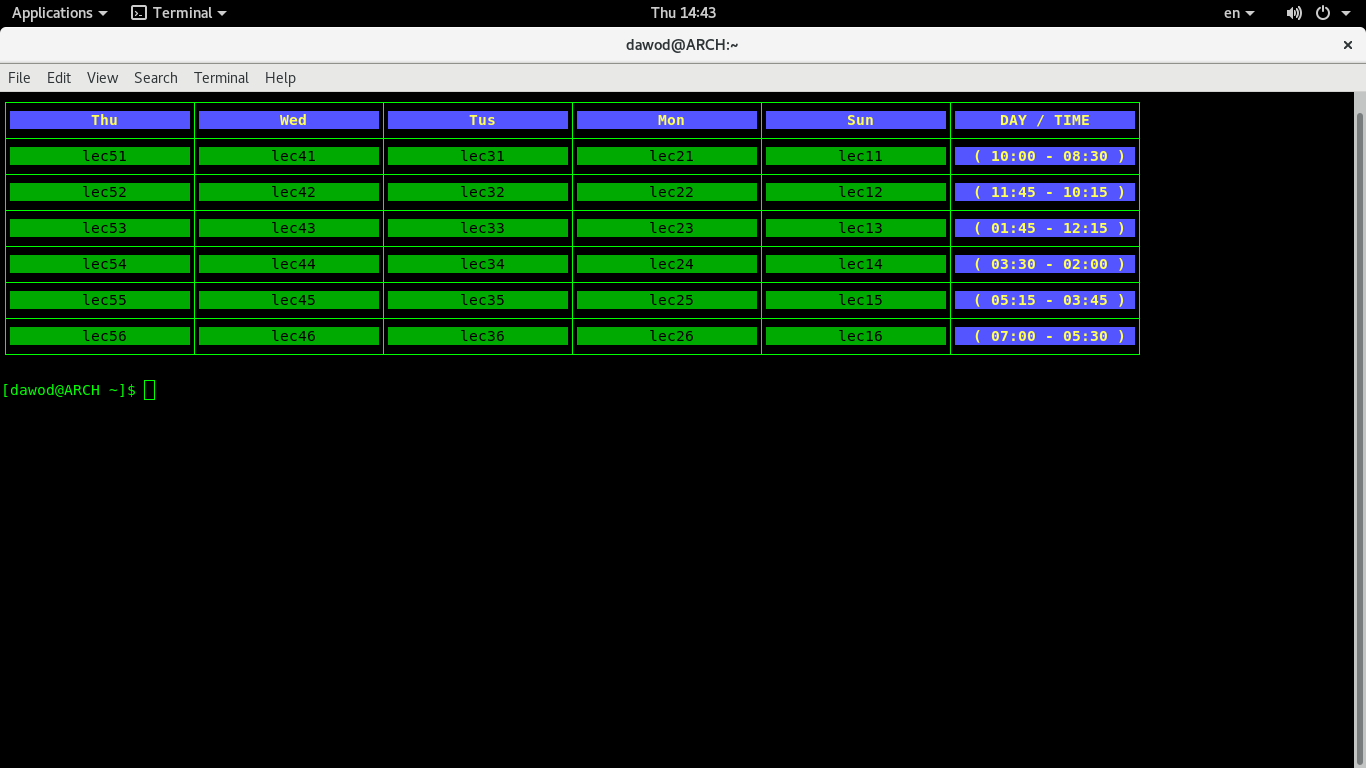 Applications Terminal Thu 14:43 en
dawod@ARCH:~ ×
File Edit View Search Terminal Help
Thu Wed Tus Mon Sun DAY / TIME
lec51 lec41 lec31 lec21 lec11 ( 10:00 - 08:30 )
lec52 lec42 lec32 lec22 lec12 ( 11:45 - 10:15 )
lec53 lec43 lec33 lec23 lec13 ( 01:45 - 12:15 )
lec54 lec44 lec34 lec24 lec14 ( 03:30 - 02:00 )
lec55 lec45 lec35 lec25 lec15 ( 05:15 - 03:45 )
lec56 lec46 lec36 lec26 lec16 ( 07:00 - 05:30 )
[dawod@ARCH ~]$